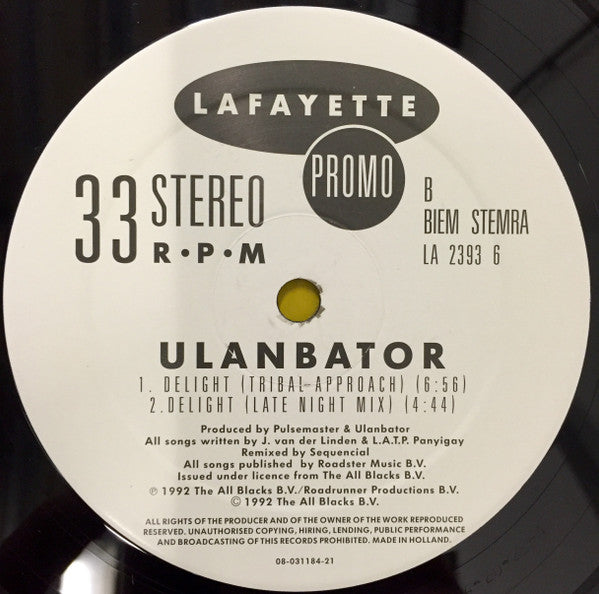 LAFAYETTE
PROMO
33 STEREO
R•P•M
B
BIEM STEMRA
LA 2393 6
ULANBATOR
1. DELIGHT (TRIBAL APPROACH) (6:56)
2.DELIGHT (LATE NIGHT MIX) (4:44)
Produced by Pulsemaster & Ulanbator
All songs written by J. van der Linden & L.A.T.P. Panyigay
Remixed by Sequencial
All songs published by Roadster Music B.V.
Issued under licence from The All Blacks B.V.
℗ 1992 The All Blacks B.V./Roadrunner Productions B.V.
© 1992 The All Blacks B.V.
ALL RIGHTS OF THE PRODUCER AND OF THE OWNER OF THE WORK REPRODUCED
RESERVED. UNAUTHORISED COPYING, HIRING, LENDING, PUBLIC PERFORMANCE
AND BROADCASTING OF THIS RECORDS PROHIBITED. MADE IN HOLLAND.
08-031184-21